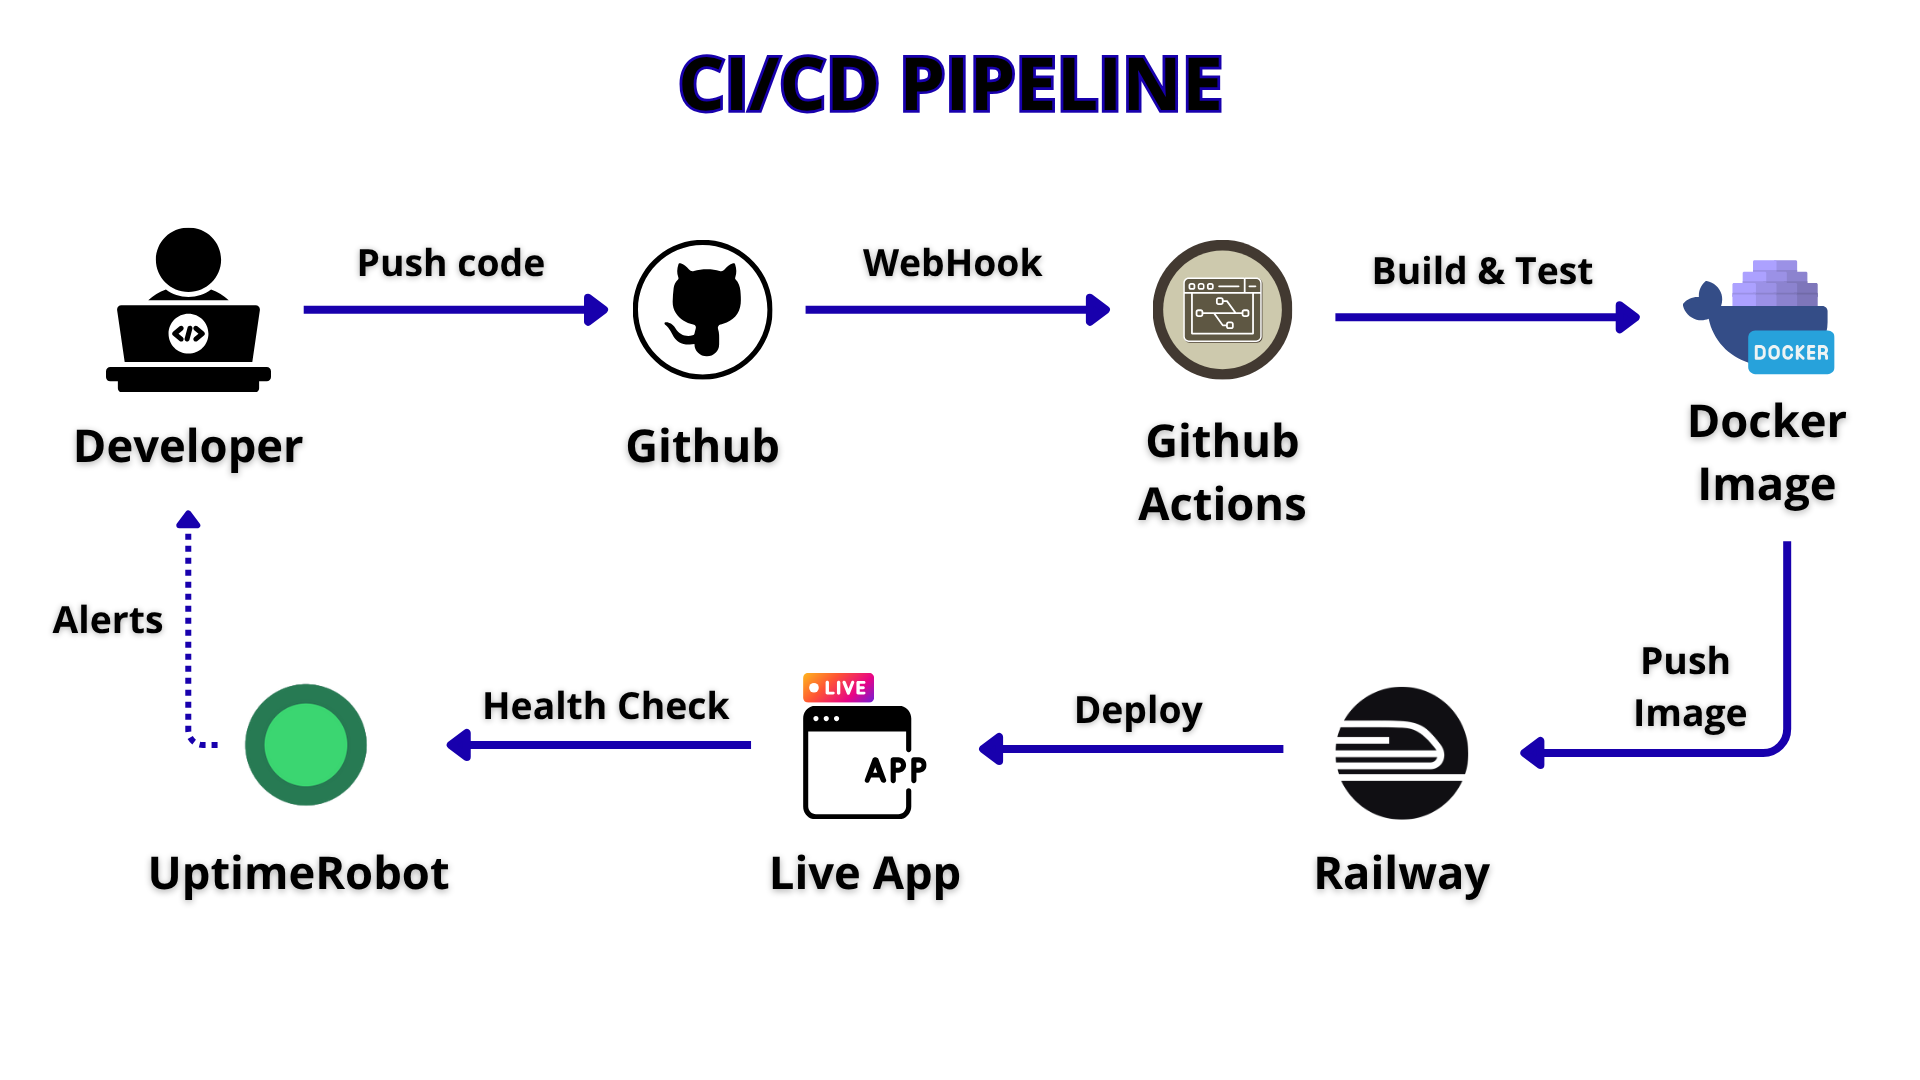 CI/CD PIPELINE
Push code
WebHook
Build & Test
</>
DOCKER
Developer
Github
Github
Actions
Docker
Image
Alerts
Health Check
LIVE
APP
Deploy
Push
Image
UptimeRobot
Live App
Railway